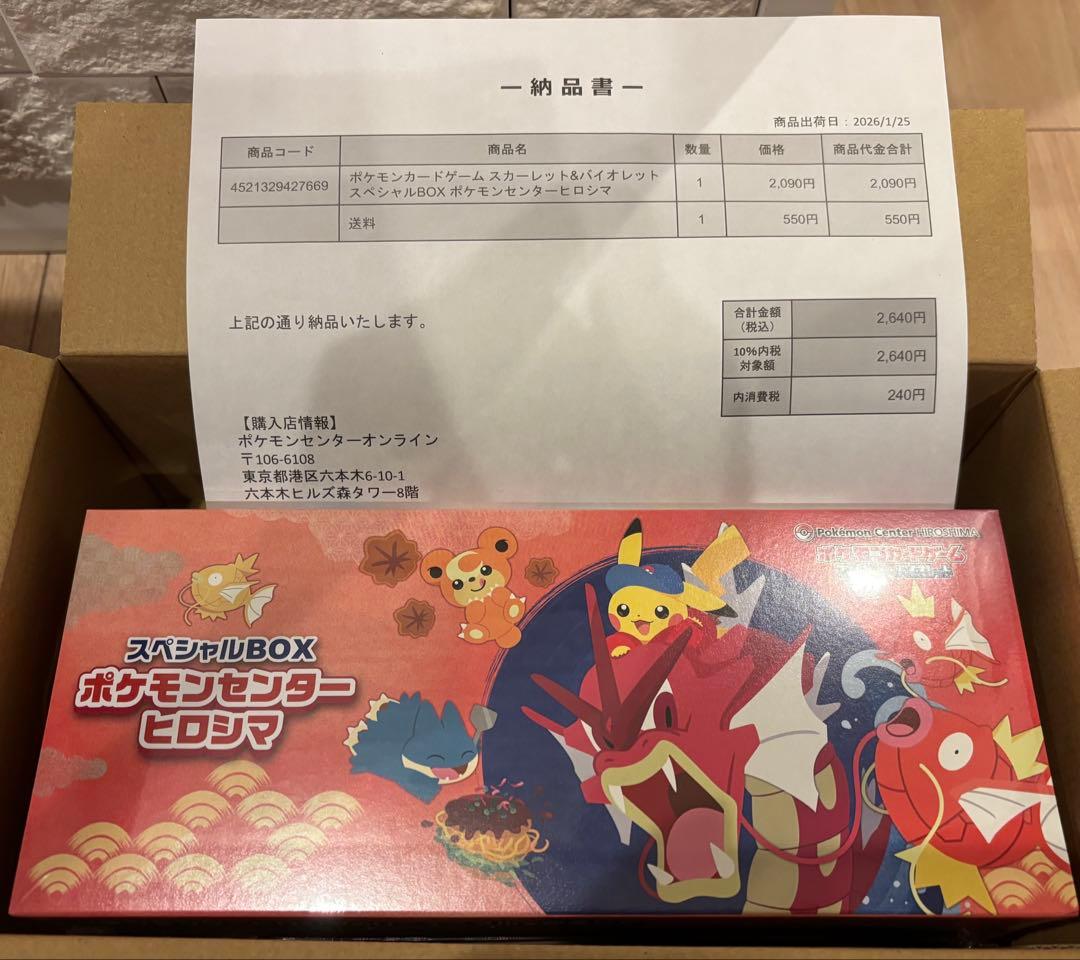 — 納品書 —
商品出荷日：2026/1/25
商品コード 商品名 数量 価格 商品代金合計
4521329427669 ポケモンカードゲーム スカーレット&バイオレット スペシャルBOX ポケモンセンターヒロシマ 1 2,090円 2,090円
送料 1 550円 550円
上記の通り納品いたします。
合計金額（税込） 2,640円
10%内税対象額 2,640円
内消費税 240円
【購入店情報】
ポケモンセンターオンライン
〒106-6108
東京都港区六本木6-10-1
六本木ヒルズ森タワー8階
Pokémon Center HIROSHIMA
ポケモンカードゲーム
スペシャルBOX
ポケモンセンター
ヒロシマ